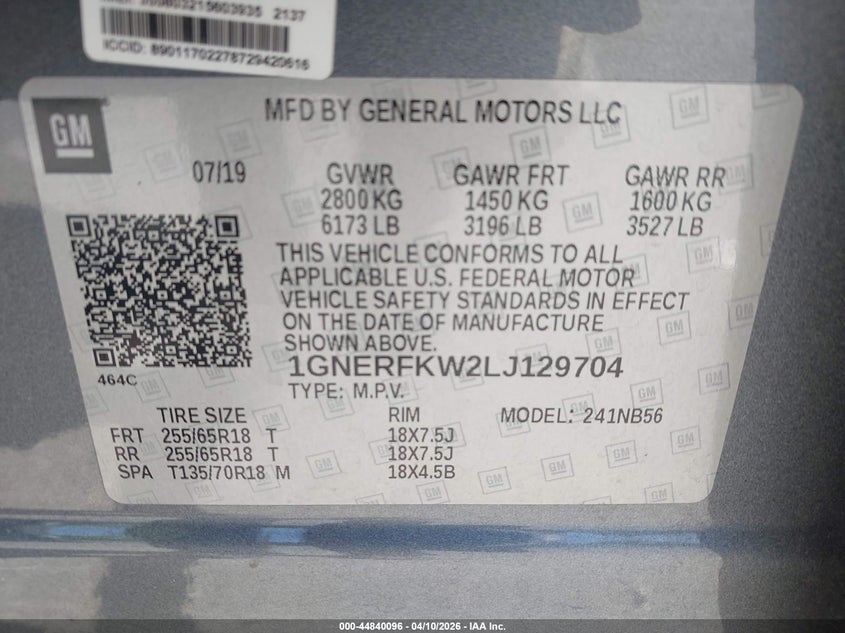 2137
ICCID: 89011702278729420616
GM
MFD BY GENERAL MOTORS LLC
07/19 GVWR GAWR FRT GAWR RR
2800 KG 1450 KG 1600 KG
6173 LB 3196 LB 3527 LB
THIS VEHICLE CONFORMS TO ALL
APPLICABLE U.S. FEDERAL MOTOR
VEHICLE SAFETY STANDARDS IN EFFECT
ON THE DATE OF MANUFACTURE
SHOWN ABOVE.
464C
1GNERFKW2LJ129704
TYPE: M.P.V.
TIRE SIZE RIM MODEL: 241NB56
FRT 255/65R18 T 18X7.5J
RR 255/65R18 T 18X7.5J
SPA T135/70R18 M 18X4.5B
000-44840096 - 04/10/2026 - IAA Inc.